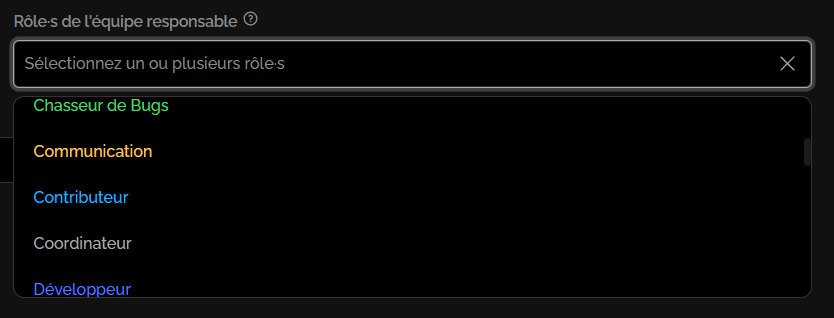 Rôle·s de l'équipe responsable
Sélectionnez un ou plusieurs rôle·s
Chasseur de Bugs
Communication
Contributeur
Coordinateur
Développeur